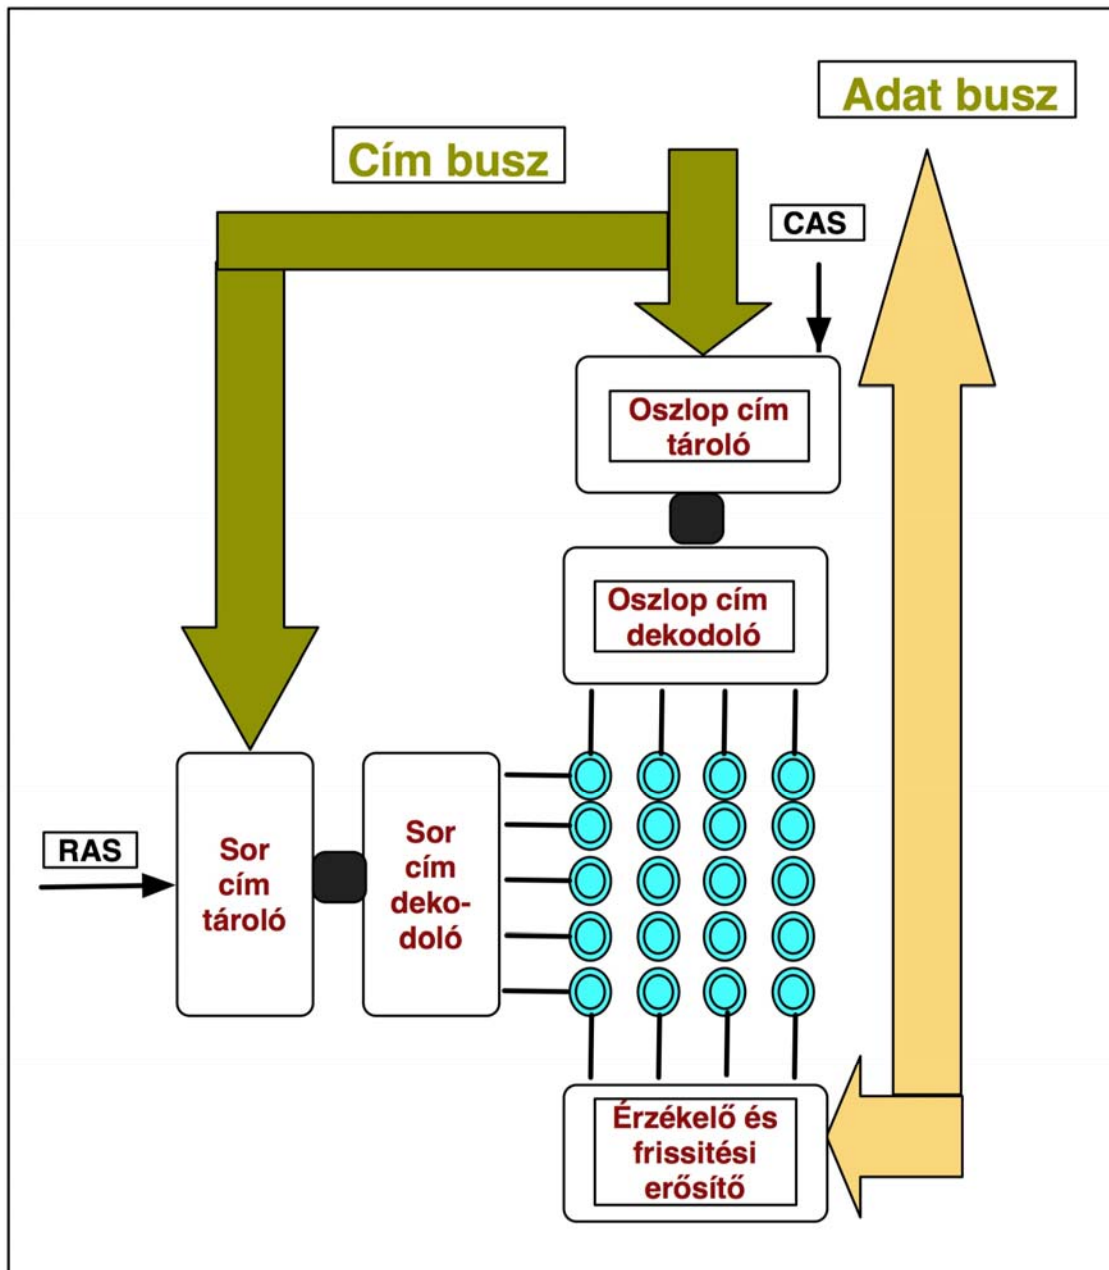 Adat busz
Cím busz
CAS
Oszlop cím
tároló
Oszlop cím
dekodoló
RAS
Sor
cím
tároló
Sor
cím
deko-
doló
Érzékelő és
frissitési
erősítő